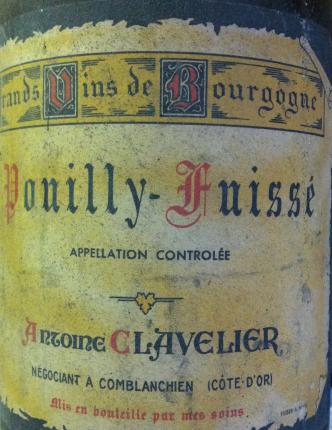 Grands Vins de Bourgogne
Pouilly-Fuissé
APPELLATION CONTROLÉE
Antoine CLAVELIER
NÉGOCIANT A COMBLANCHIEN (CÔTE-D'OR)
Mis en bouteille par mes soins.